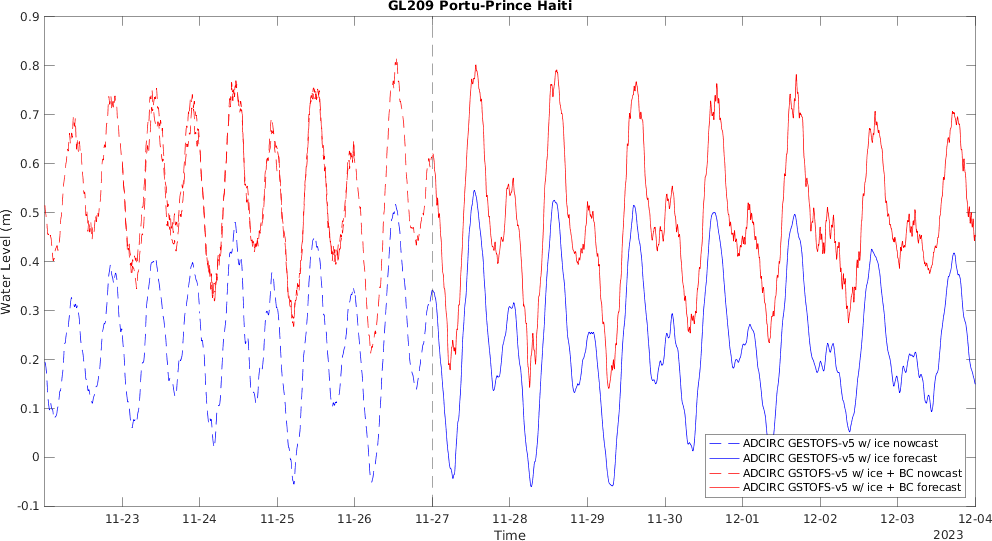 GL209 Portu-Prince Haiti
0.9
0.8
0.7
0.6
0.5
0.4
0.3
0.2
0.1
0
-0.1
Water Level (m)
ADCIRC GESTOFS-v5 w/ ice nowcast
ADCIRC GESTOFS-v5 w/ ice forecast
ADCIRC GSTOFS-v5 w/ ice + BC nowcast
ADCIRC GSTOFS-v5 w/ ice + BC forecast
11-23 11-24 11-25 11-26 11-27 11-28 11-29 11-30 12-01 12-02 12-03 12-04
Time
2023